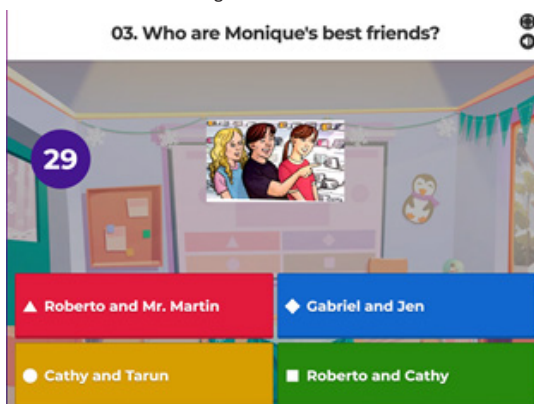 03. Who are Monique's best friends?
29
Roberto and Mr. Martin
Gabriel and Jen
Cathy and Tarun
Roberto and Cathy